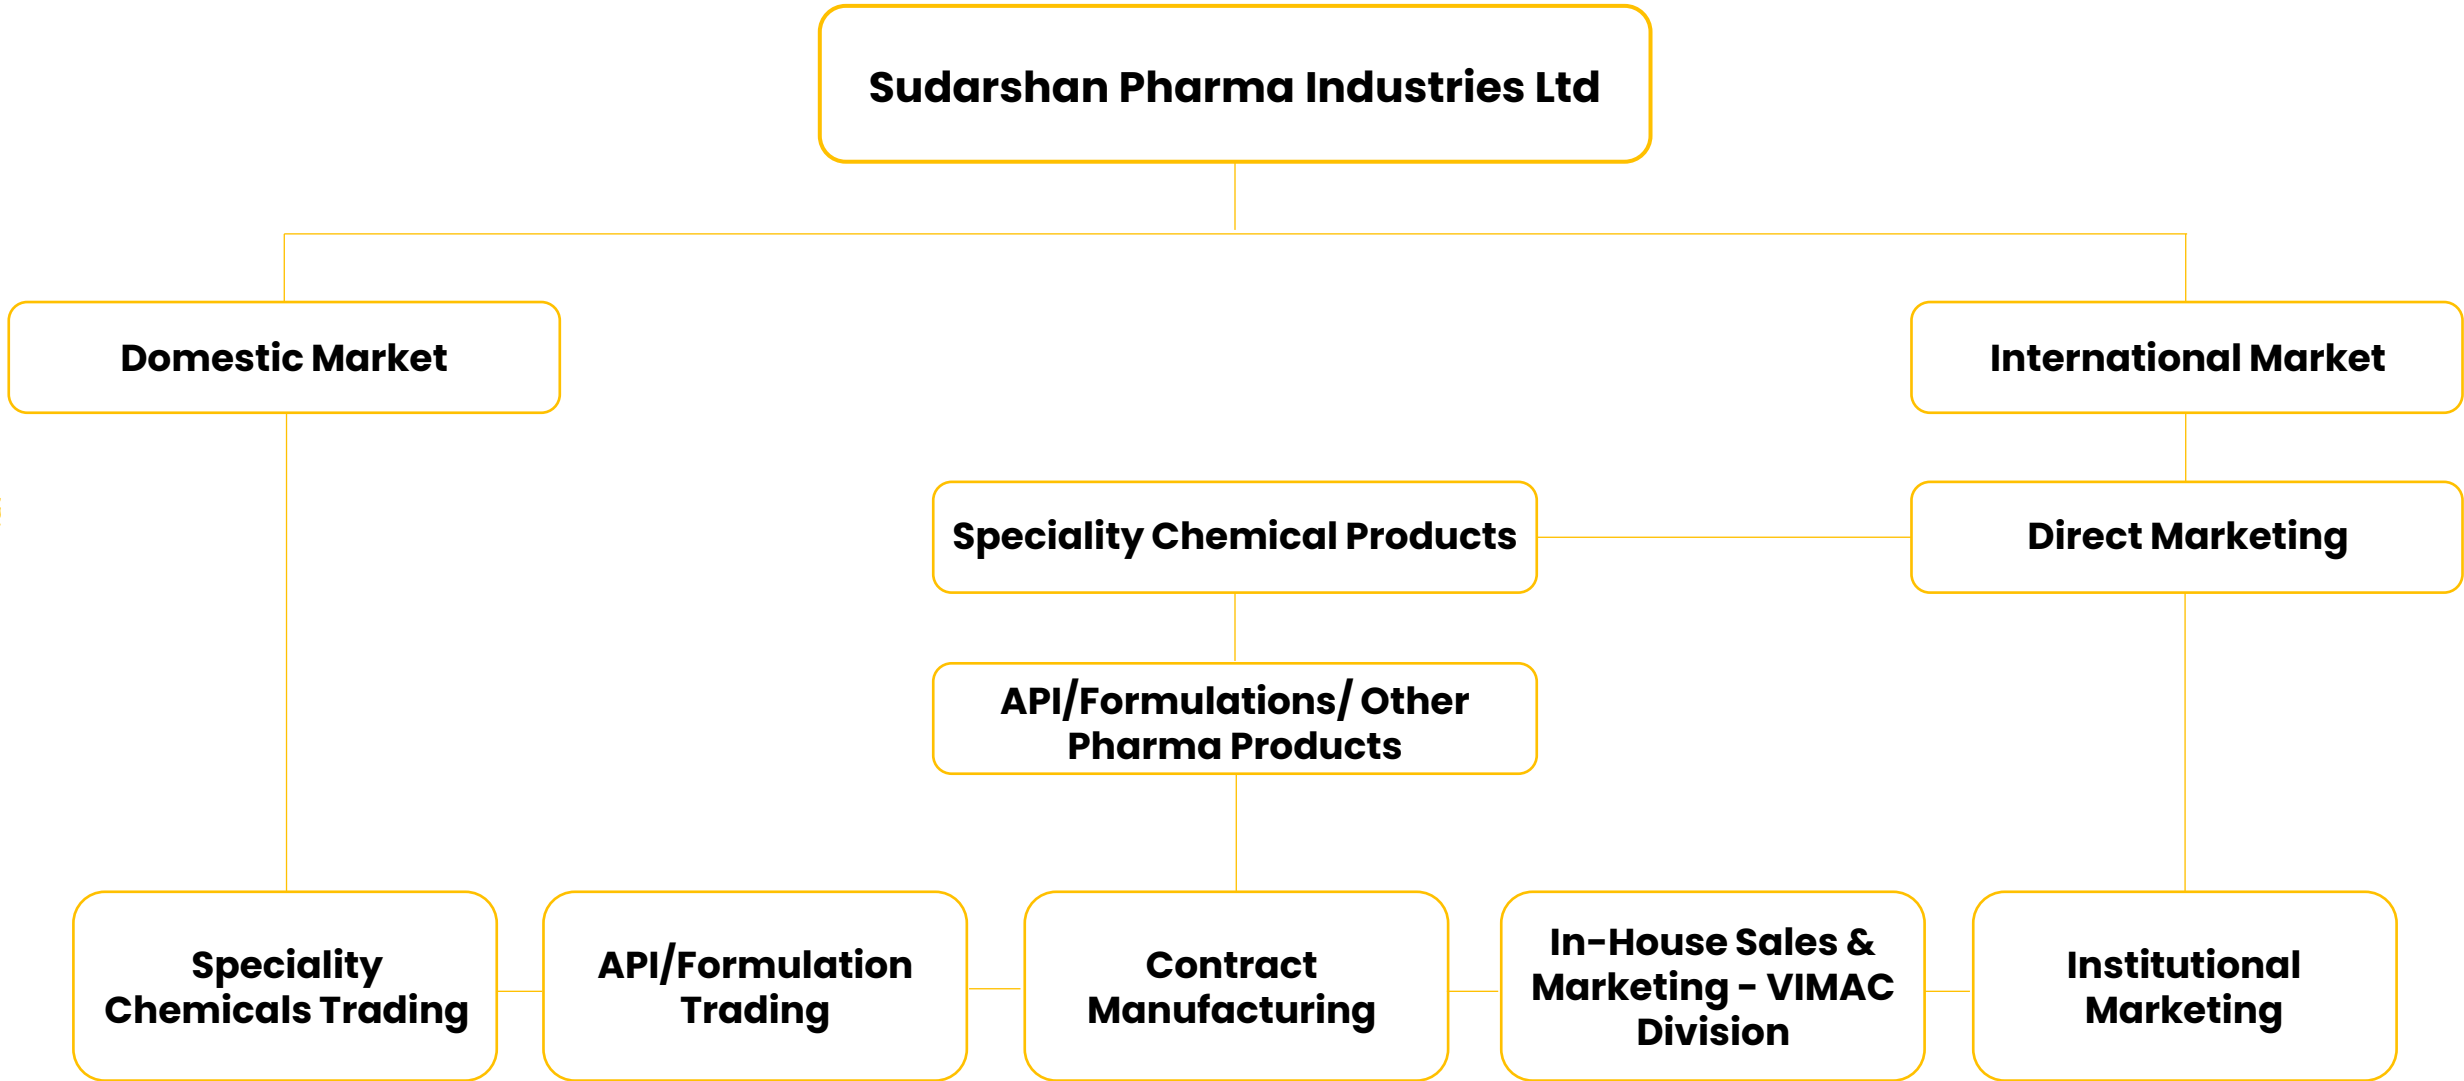 Sudarshan Pharma Industries Ltd
Domestic Market
International Market
Speciality Chemical Products
Direct Marketing
API/Formulations/ Other
Pharma Products
Speciality
Chemicals Trading
API/Formulation
Trading
Contract
Manufacturing
In-House Sales &
Marketing - VIMAC
Division
Institutional
Marketing